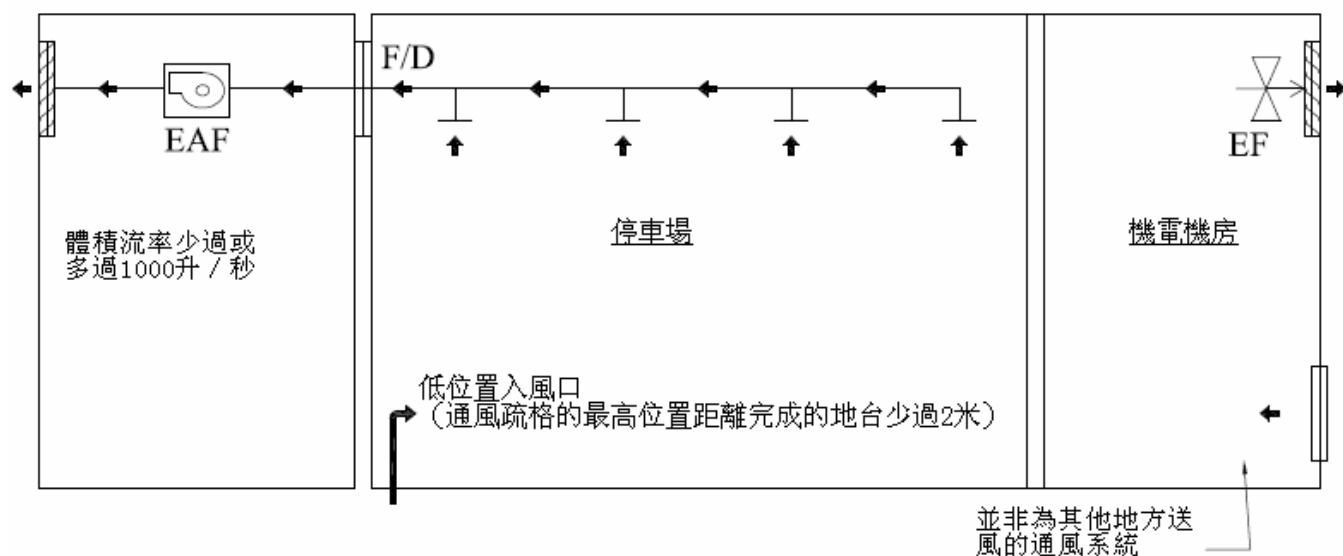 F/D
EAF
EF
體積流率少過或
多過1000升／秒
停車場
機電機房
低位置入風口
（通風疏格的最高位置距離完成的地台少過2米）
並非為其他地方送
風的通風系統